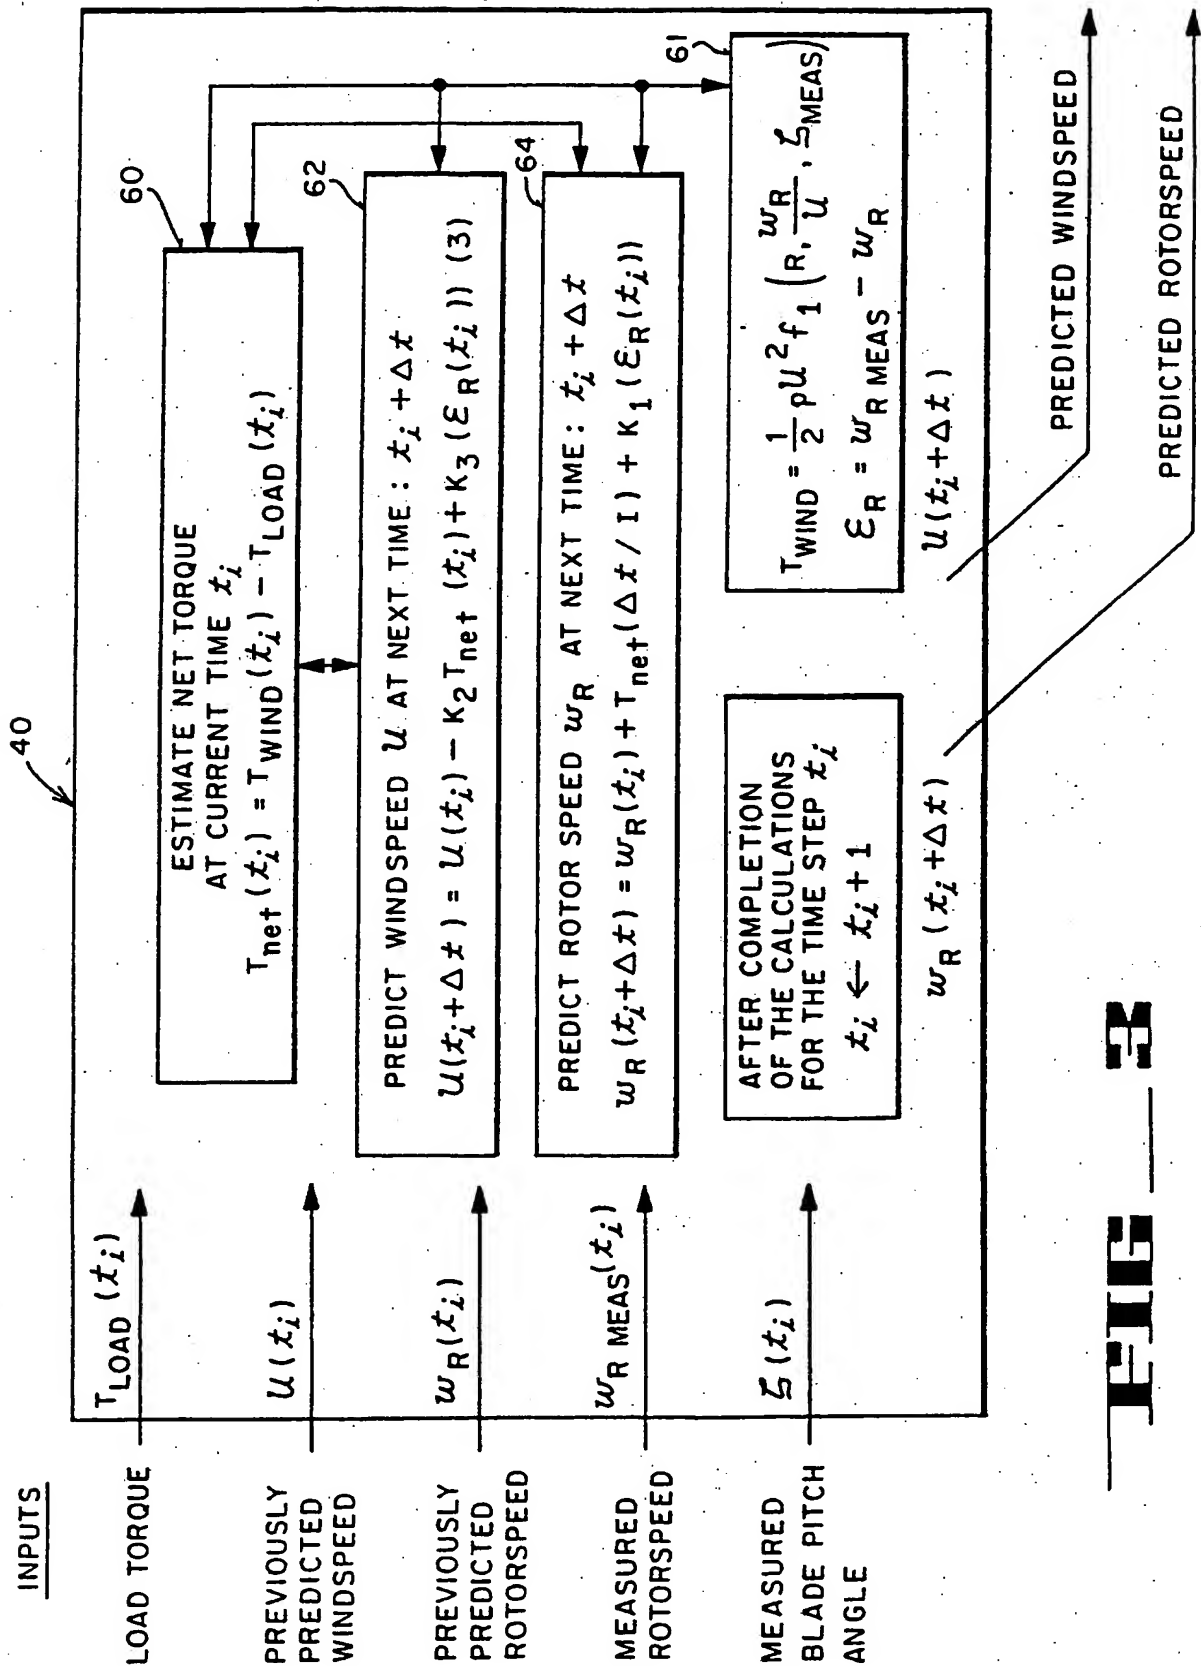 INPUTS
LOAD TORQUE
PREVIOUSLY
PREDICTED
WINDSPEED
PREVIOUSLY
PREDICTED
ROTORSPEED
MEASURED
ROTORSPEED
MEASURED
BLADE PITCH
ANGLE
T_LOAD (t_i)
U(t_i)
w_R(t_i)
w_R MEAS(t_i)
ζ(t_i)
40
60
ESTIMATE NET TORQUE
AT CURRENT TIME t_i
T_net(t_i) = T_WIND(t_i) − T_LOAD(t_i)
62
PREDICT WINDSPEED U AT NEXT TIME: t_i + Δt
U(t_i+Δt) = U(t_i) − K_2 T_net (t_i) + K_3 (ε_R(t_i)) (3)
64
PREDICT ROTOR SPEED w_R AT NEXT TIME: t_i + Δt
w_R(t_i+Δt) = w_R(t_i) + T_net(Δt / I) + K_1 (ε_R(t_i))
AFTER COMPLETION
OF THE CALCULATIONS
FOR THE TIME STEP t_i
t_i ← t_i + 1
61
T_WIND = 1/2 ρU² f_1 (R, w_R/U, ζ_MEAS)
ε_R = w_R MEAS − w_R
w_R (t_i+Δt)
U(t_i+Δt)
PREDICTED WINDSPEED
PREDICTED ROTORSPEED
FIG_3